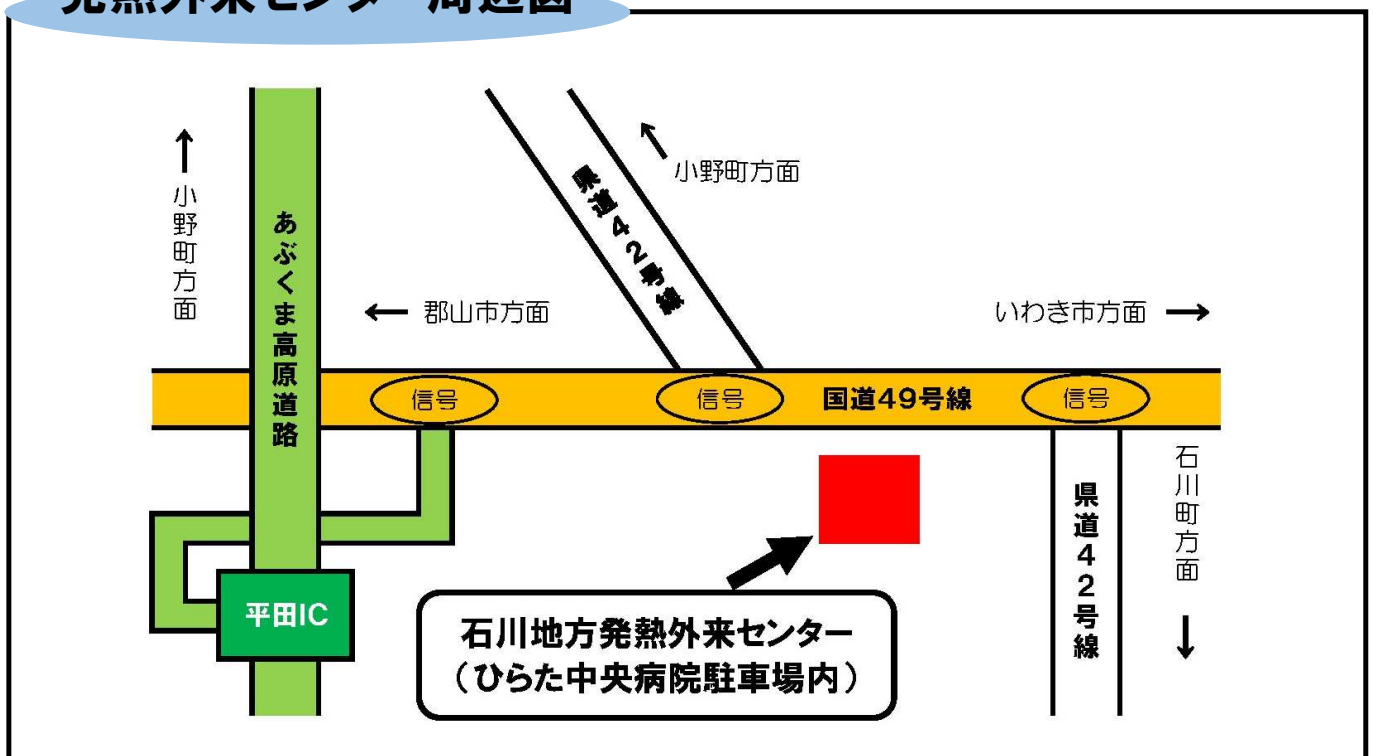 発熱外来センター周辺図
小野町方面
あぶくま高原道路
県道42号線
小野町方面
← 郡山市方面
いわき市方面 →
信号
信号
国道49号線
信号
石川町方面
県道42号線
平田IC
石川地方発熱外来センター
（ひらた中央病院駐車場内）